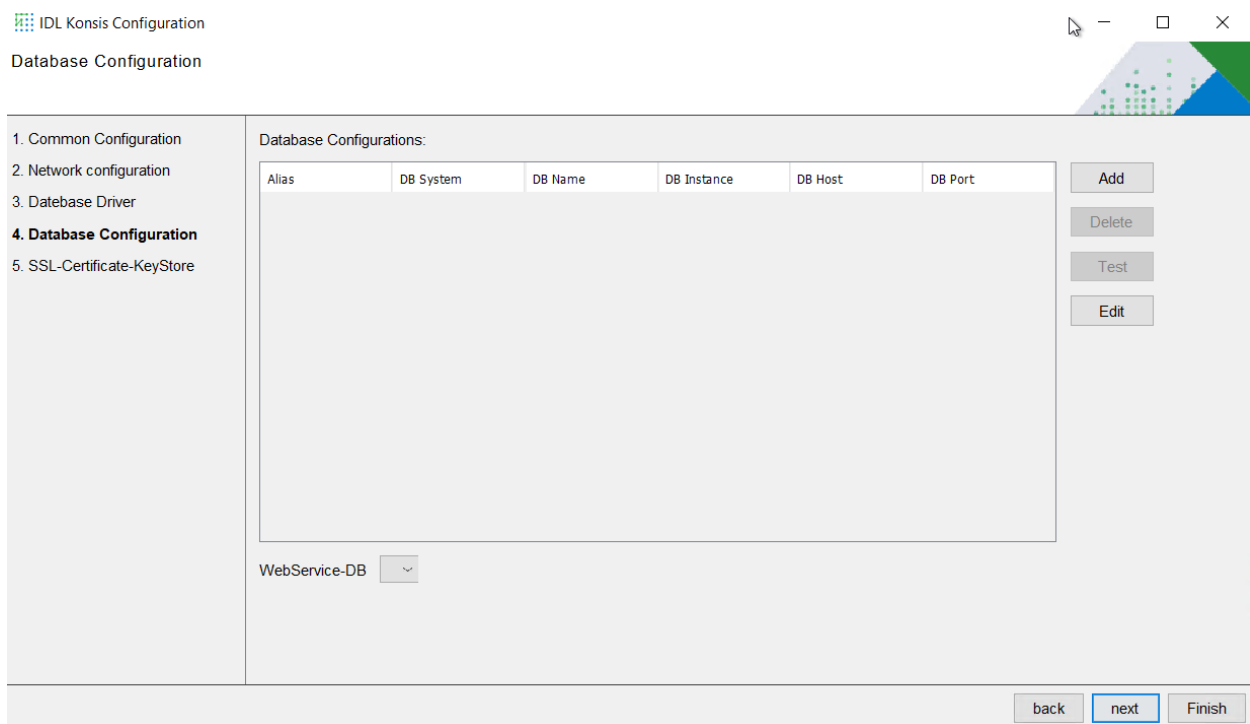 IDL Konsis Configuration
Database Configuration
1. Common Configuration
2. Network configuration
3. Datebase Driver
4. Database Configuration
5. SSL-Certificate-KeyStore
Database Configurations:
Alias DB System DB Name DB Instance DB Host DB Port
Add
Delete
Test
Edit
WebService-DB
back next Finish